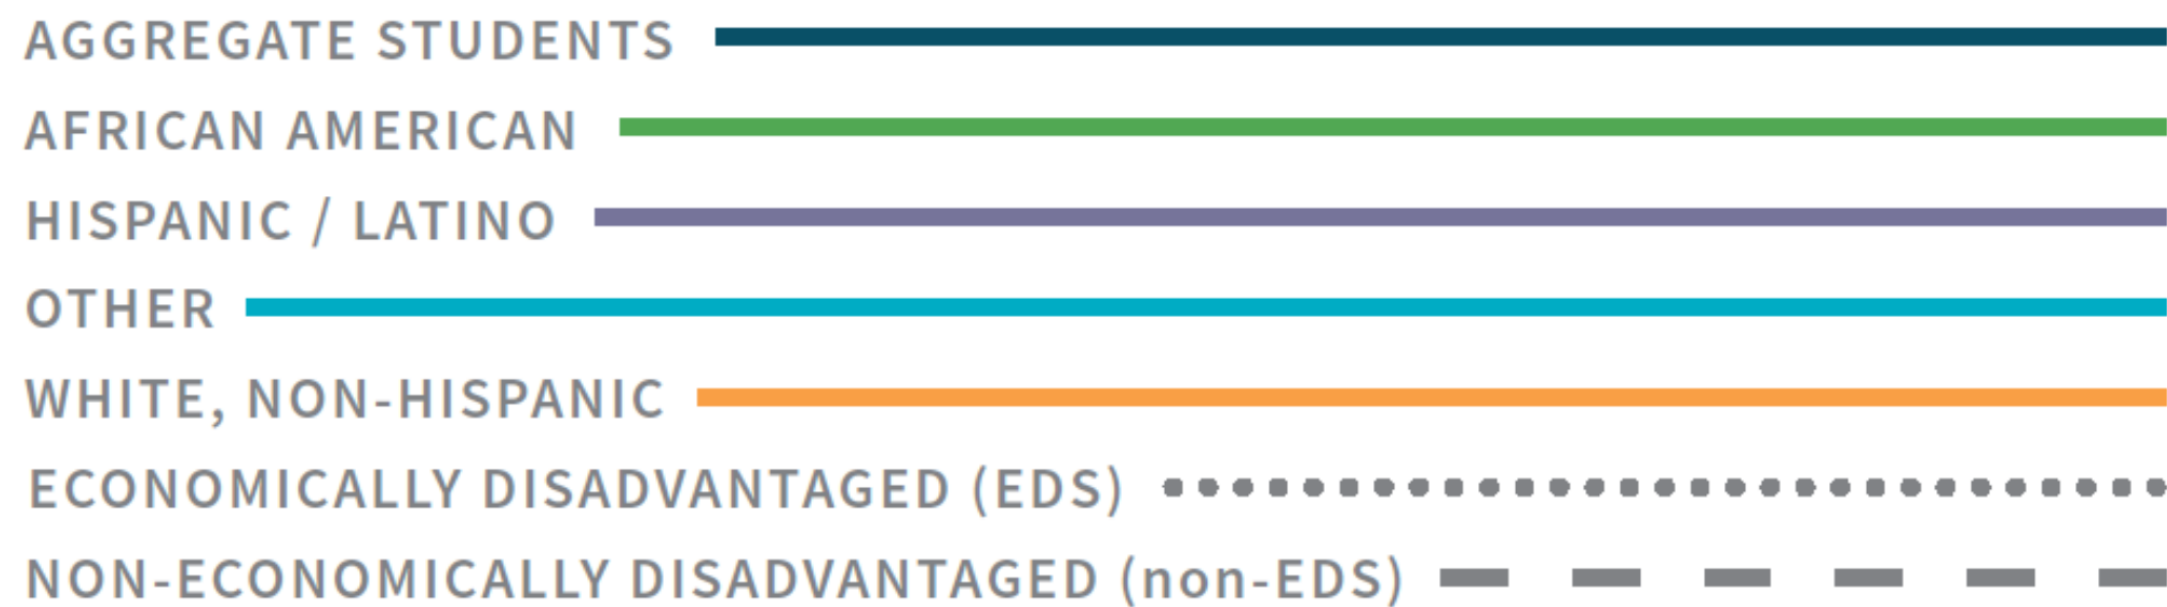 AGGREGATE STUDENTS
AFRICAN AMERICAN
HISPANIC / LATINO
OTHER
WHITE, NON-HISPANIC
ECONOMICALLY DISADVANTAGED (EDS)
NON-ECONOMICALLY DISADVANTAGED (non-EDS)